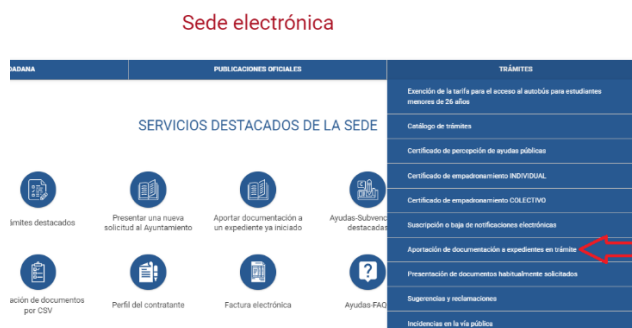 Sede electrónica
DADANA
PUBLICACIONES OFICIALES
TRÁMITES
Exención de la tarifa para el acceso al autobús para estudiantes
menores de 26 años
Catálogo de trámites
Certificado de percepción de ayudas públicas
Certificado de empadronamiento INDIVIDUAL
Certificado de empadronamiento COLECTIVO
Suscripción o baja de notificaciones electrónicas
Aportación de documentación a expedientes en trámite
Presentación de documentos habitualmente solicitados
Sugerencias y reclamaciones
Incidencias en la vía pública
SERVICIOS DESTACADOS DE LA SEDE
ámites destacados
Presentar una nueva
solicitud al Ayuntamiento
Aportar documentación a
un expediente ya iniciado
Ayudas-Subvenc
destacadas
ación de documentos
por CSV
Perfil del contratante
Factura electrónica
Ayudas-FAQ